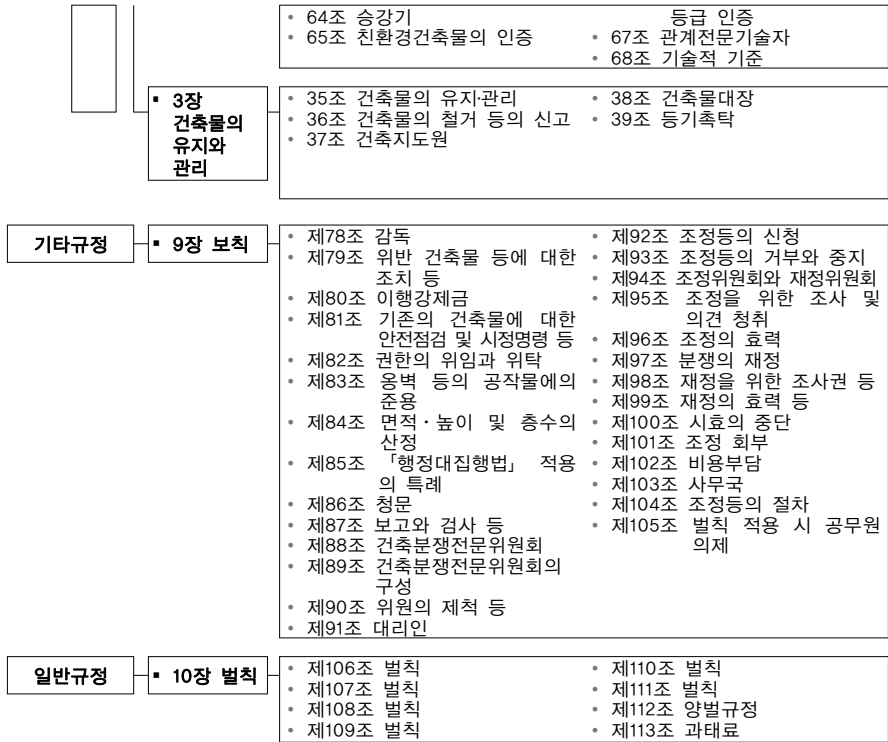 • 64조 승강기
• 65조 친환경건축물의 인증
등급 인증
• 67조 관계전문기술자
• 68조 기술적 기준
▪ 3장
건축물의
유지와
관리
• 35조 건축물의 유지·관리
• 36조 건축물의 철거 등의 신고
• 37조 건축지도원
• 38조 건축물대장
• 39조 등기촉탁
기타규정
▪ 9장 보칙
• 제78조 감독
• 제79조 위반 건축물 등에 대한
조치 등
• 제80조 이행강제금
• 제81조 기존의 건축물에 대한
안전점검 및 시정명령 등
• 제82조 권한의 위임과 위탁
• 제83조 옹벽 등의 공작물에의
준용
• 제84조 면적·높이 및 층수의
산정
• 제85조 「행정대집행법」 적용
의 특례
• 제86조 청문
• 제87조 보고와 검사 등
• 제88조 건축분쟁전문위원회
• 제89조 건축분쟁전문위원회의
구성
• 제90조 위원의 제척 등
• 제91조 대리인
• 제92조 조정등의 신청
• 제93조 조정등의 거부와 중지
• 제94조 조정위원회와 재정위원회
• 제95조 조정을 위한 조사 및
의견 청취
• 제96조 조정의 효력
• 제97조 분쟁의 재정
• 제98조 재정을 위한 조사권 등
• 제99조 재정의 효력 등
• 제100조 시효의 중단
• 제101조 조정 회부
• 제102조 비용부담
• 제103조 사무국
• 제104조 조정등의 절차
• 제105조 벌칙 적용 시 공무원
의제
일반규정
▪ 10장 벌칙
• 제106조 벌칙
• 제107조 벌칙
• 제108조 벌칙
• 제109조 벌칙
• 제110조 벌칙
• 제111조 벌칙
• 제112조 양벌규정
• 제113조 과태료